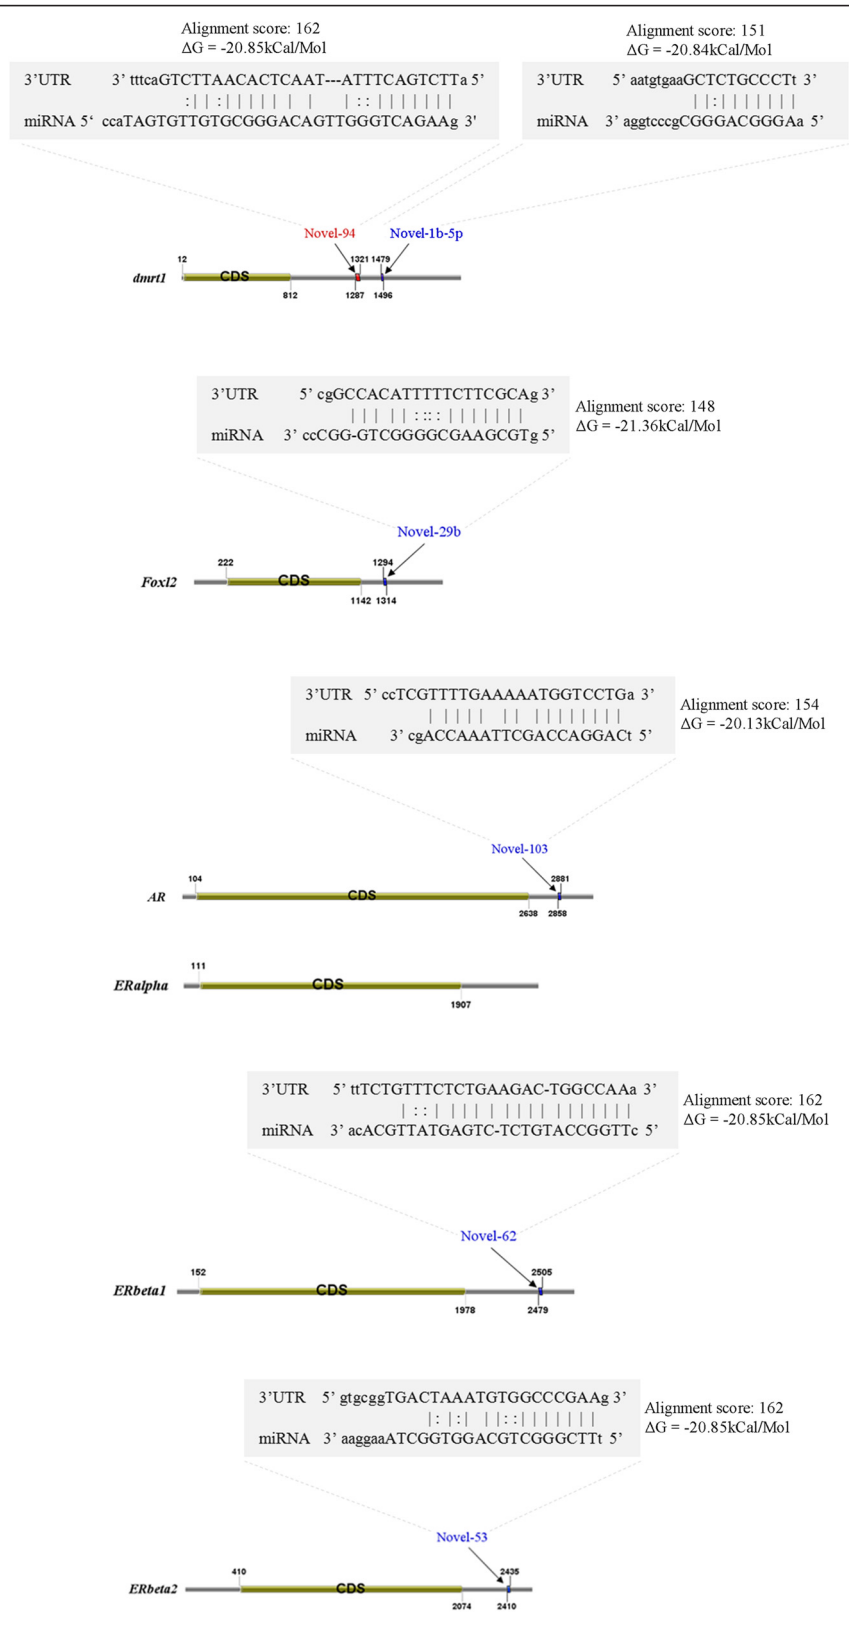 Alignment score: 162
ΔG = -20.85kCal/Mol
Alignment score: 151
ΔG = -20.84kCal/Mol
3’UTR 3’ tttcaGTCTTAACACTCAAT---ATTTCAGTCTTa 5’
:||:|||||| | |::||||||||
miRNA 5‘ ccaTAGTGTTGTGCGGGACAGTTGGGTCAGAAg 3'
3’UTR 5’ aatgtgaaGCTCTGCCCTt 3’
||:|||||||
miRNA 3’ aggtcccgCGGGACGGGAa 5’
Novel-94
Novel-1b-5p
12
1321
1479
dmrt1
CDS
812
1287
1496
3’UTR 5’ cgGCCACATTTTTCTTCGCAg 3’
||| ||::::||||||||
miRNA 3’ ccCGG-GTCGGGGCGAAGCGTg 5’
Alignment score: 148
ΔG = -21.36kCal/Mol
Novel-29b
222
1294
Foxl2
CDS
1142
1314
3’UTR 5’ ccTCGTTTTGAAAAATGGTCCTGa 3’
|||| || ||||||||
miRNA 3’ cgACCAAATTCGACCAGGACt 5’
Alignment score: 154
ΔG = -20.13kCal/Mol
Novel-103
104
2881
AR
CDS
2638
2858
111
ERalpha
CDS
1907
3’UTR 5’ ttTCTGTTTCTCTGAAGAC-TGGCCAAa 3’
|::|||| |||| ||||||||
miRNA 3’ acACGTTATGAGTC-TCTGTACCGGTTc 5’
Alignment score: 162
ΔG = -20.85kCal/Mol
Novel-62
152
2505
ERbeta1
CDS
1978
2479
3’UTR 5’ gtgcggTGACTAAATGTGGCCCGAAg 3’
|:|:| ||::|||||||
miRNA 3’ aaggaaATCGGTGGACGTCGGGCTTt 5’
Alignment score: 162
ΔG = -20.85kCal/Mol
Novel-53
410
2435
ERbeta2
CDS
2074
2410